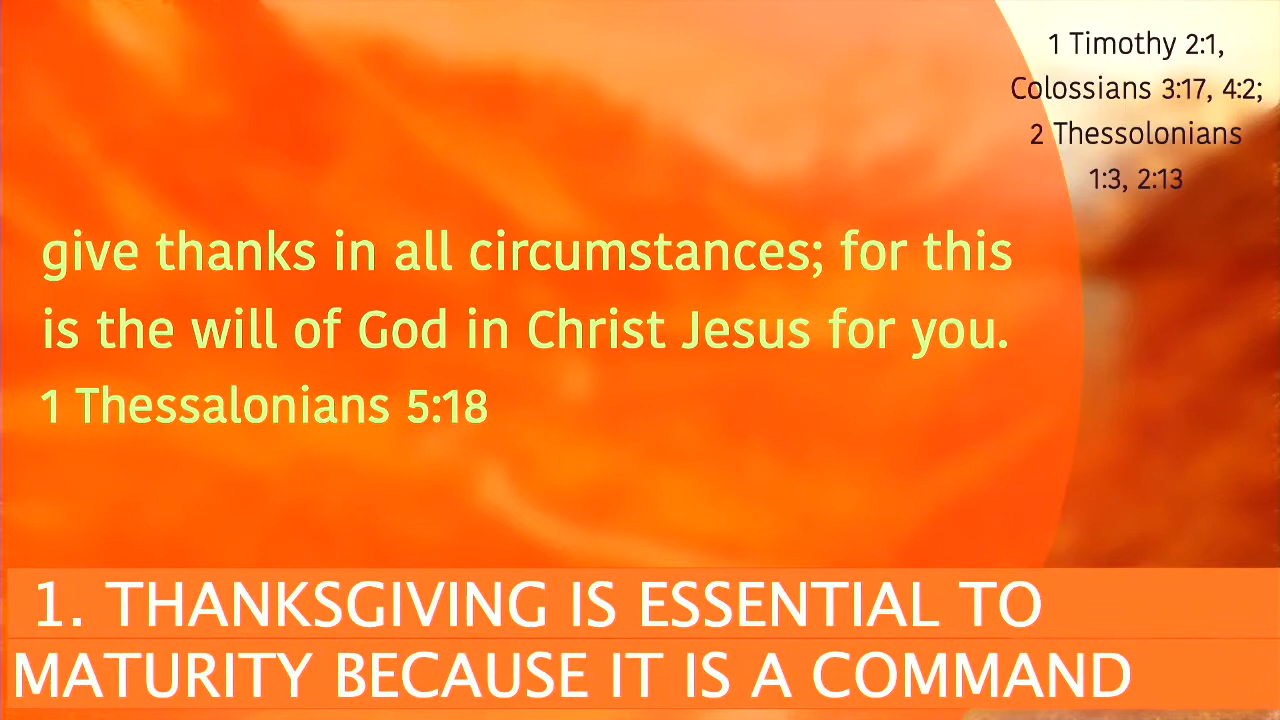 1 Timothy 2:1,
Colossians 3:17, 4:2;
2 Thessolonians
1:3, 2:13
give thanks in all circumstances; for this
is the will of God in Christ Jesus for you.
1 Thessalonians 5:18
1. THANKSGIVING IS ESSENTIAL TO
MATURITY BECAUSE IT IS A COMMAND